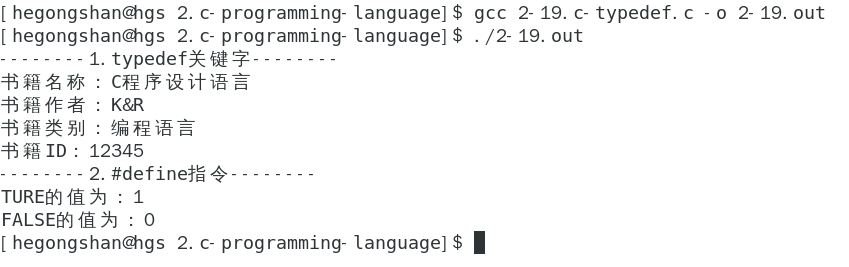 [hegongshan@hgs 2.c-programming-language]$ gcc 2-19.c-typedef.c -o 2-19.out
[hegongshan@hgs 2.c-programming-language]$ ./2-19.out
--------1.typedef关键字--------
书籍名称：C程序设计语言
书籍作者：K&R
书籍类别：编程语言
书籍ID：12345
--------2.#define指令--------
TURE的值为：1
FALSE的值为：0
[hegongshan@hgs 2.c-programming-language]$